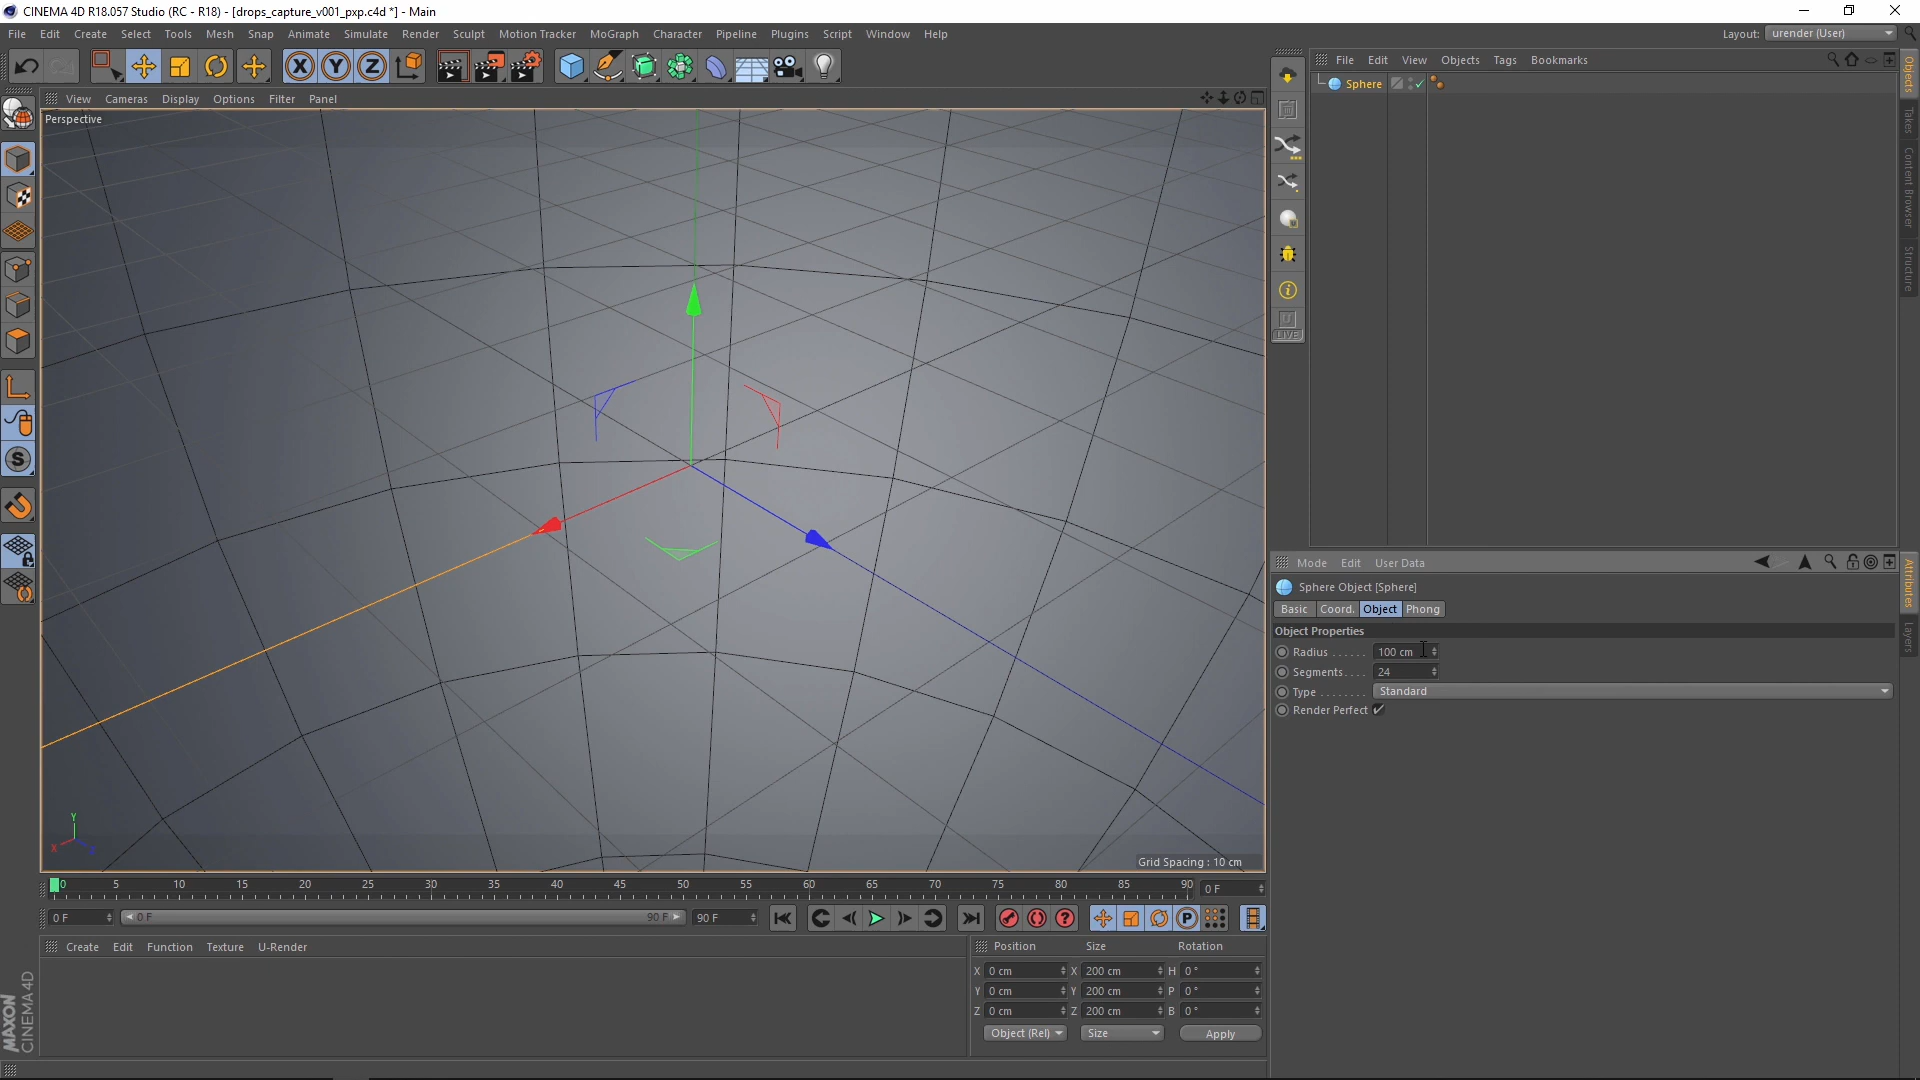 CINEMA 4D R18.057 Studio (RC - R18) - [drops_capture_v001_pxp.c4d *] - Main
File Edit Create Select Tools Mesh Snap Animate Simulate Render Sculpt Motion Tracker MoGraph Character Pipeline Plugins Script Window Help
Layout: urender (User)
X Y Z
File Edit View Objects Tags Bookmarks
Sphere
View Cameras Display Options Filter Panel
Perspective
Objects
Takes
Content Browser
Structure
S
LIVE
Mode Edit User Data
Sphere Object [Sphere]
Basic Coord. Object Phong
Object Properties
Radius . . . . . . 100 cm
Segments. . . . 24
Type . . . . . . . . Standard
Render Perfect
Attributes
Layers
Y
X
Grid Spacing : 10 cm
0 5 10 15 20 25 30 35 40 45 50 55 60 65 70 75 80 85 90 0 F
0 F 0 F 90 F 90 F
P
Create Edit Function Texture U-Render
Position Size Rotation
X 0 cm X 200 cm H 0 °
Y 0 cm Y 200 cm P 0 °
Z 0 cm Z 200 cm B 0 °
Object (Rel) Size Apply
MAXON
CINEMA 4D